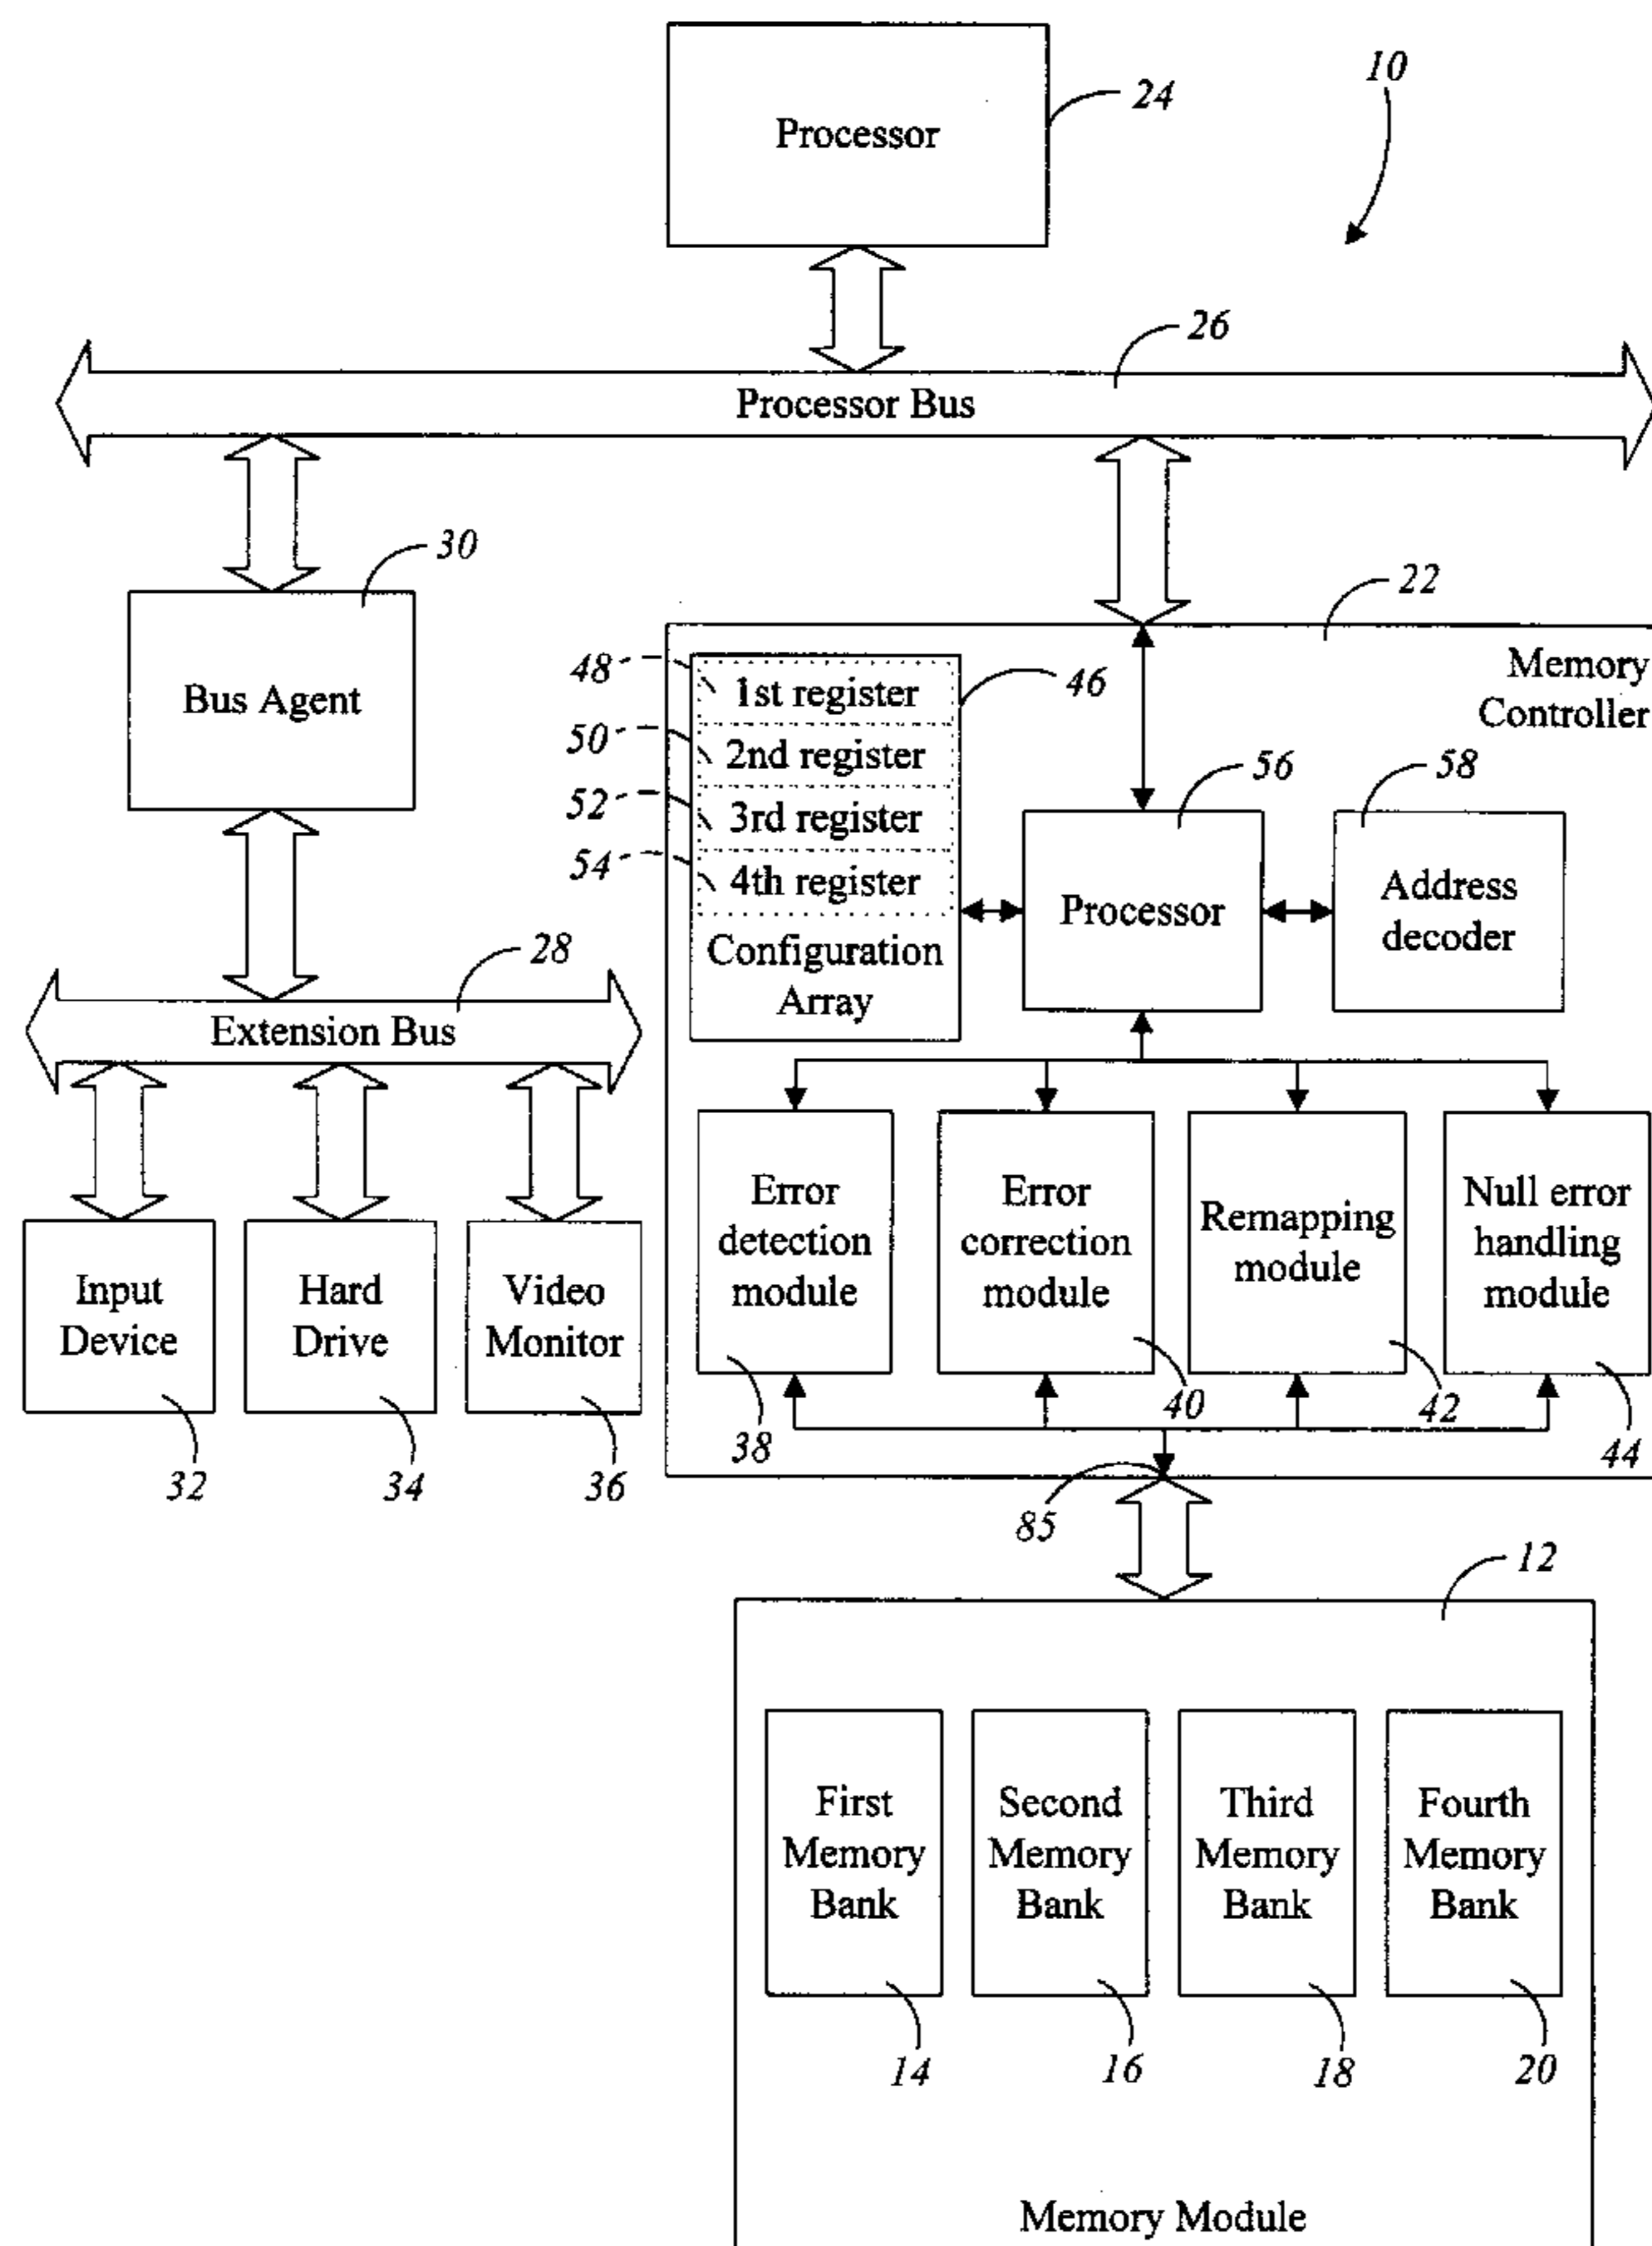 10
24
Processor
26
Processor Bus
30
22
Bus Agent
Memory
Controller
48
1st register
46
50
2nd register
52
3rd register
54
4th register
Configuration
Array
56
Processor
58
Address
decoder
28
Extension Bus
Input
Device
Hard
Drive
Video
Monitor
32
34
36
Error
detection
module
Error
correction
module
Remapping
module
Null error
handling
module
38
40
42
44
85
12
First
Memory
Bank
Second
Memory
Bank
Third
Memory
Bank
Fourth
Memory
Bank
14
16
18
20
Memory Module